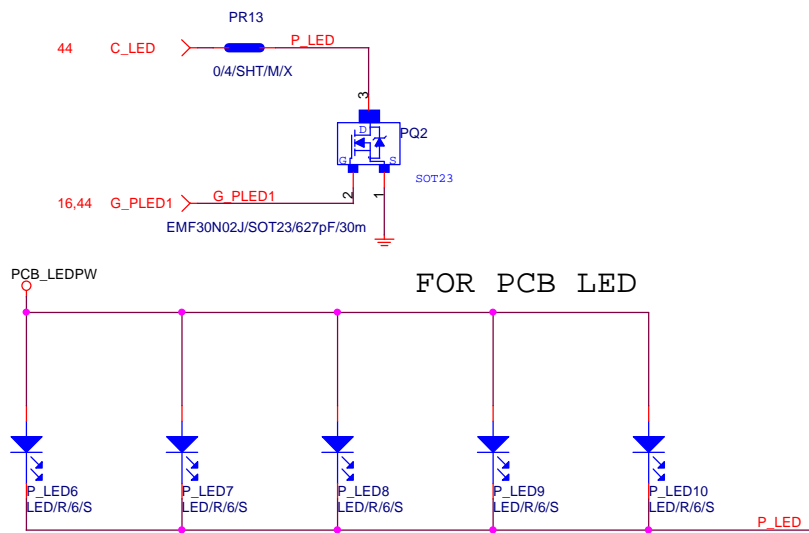 PR13
44 C_LED P_LED
0/4/SHT/M/X
3
D
PQ2
G S
SOT23
2 1
16,44 G_PLED1 G_PLED1
EMF30N02J/SOT23/627pF/30m
PCB_LEDPW
FOR PCB LED
P_LED6 P_LED7 P_LED8 P_LED9 P_LED10
LED/R/6/S LED/R/6/S LED/R/6/S LED/R/6/S LED/R/6/S
P_LED